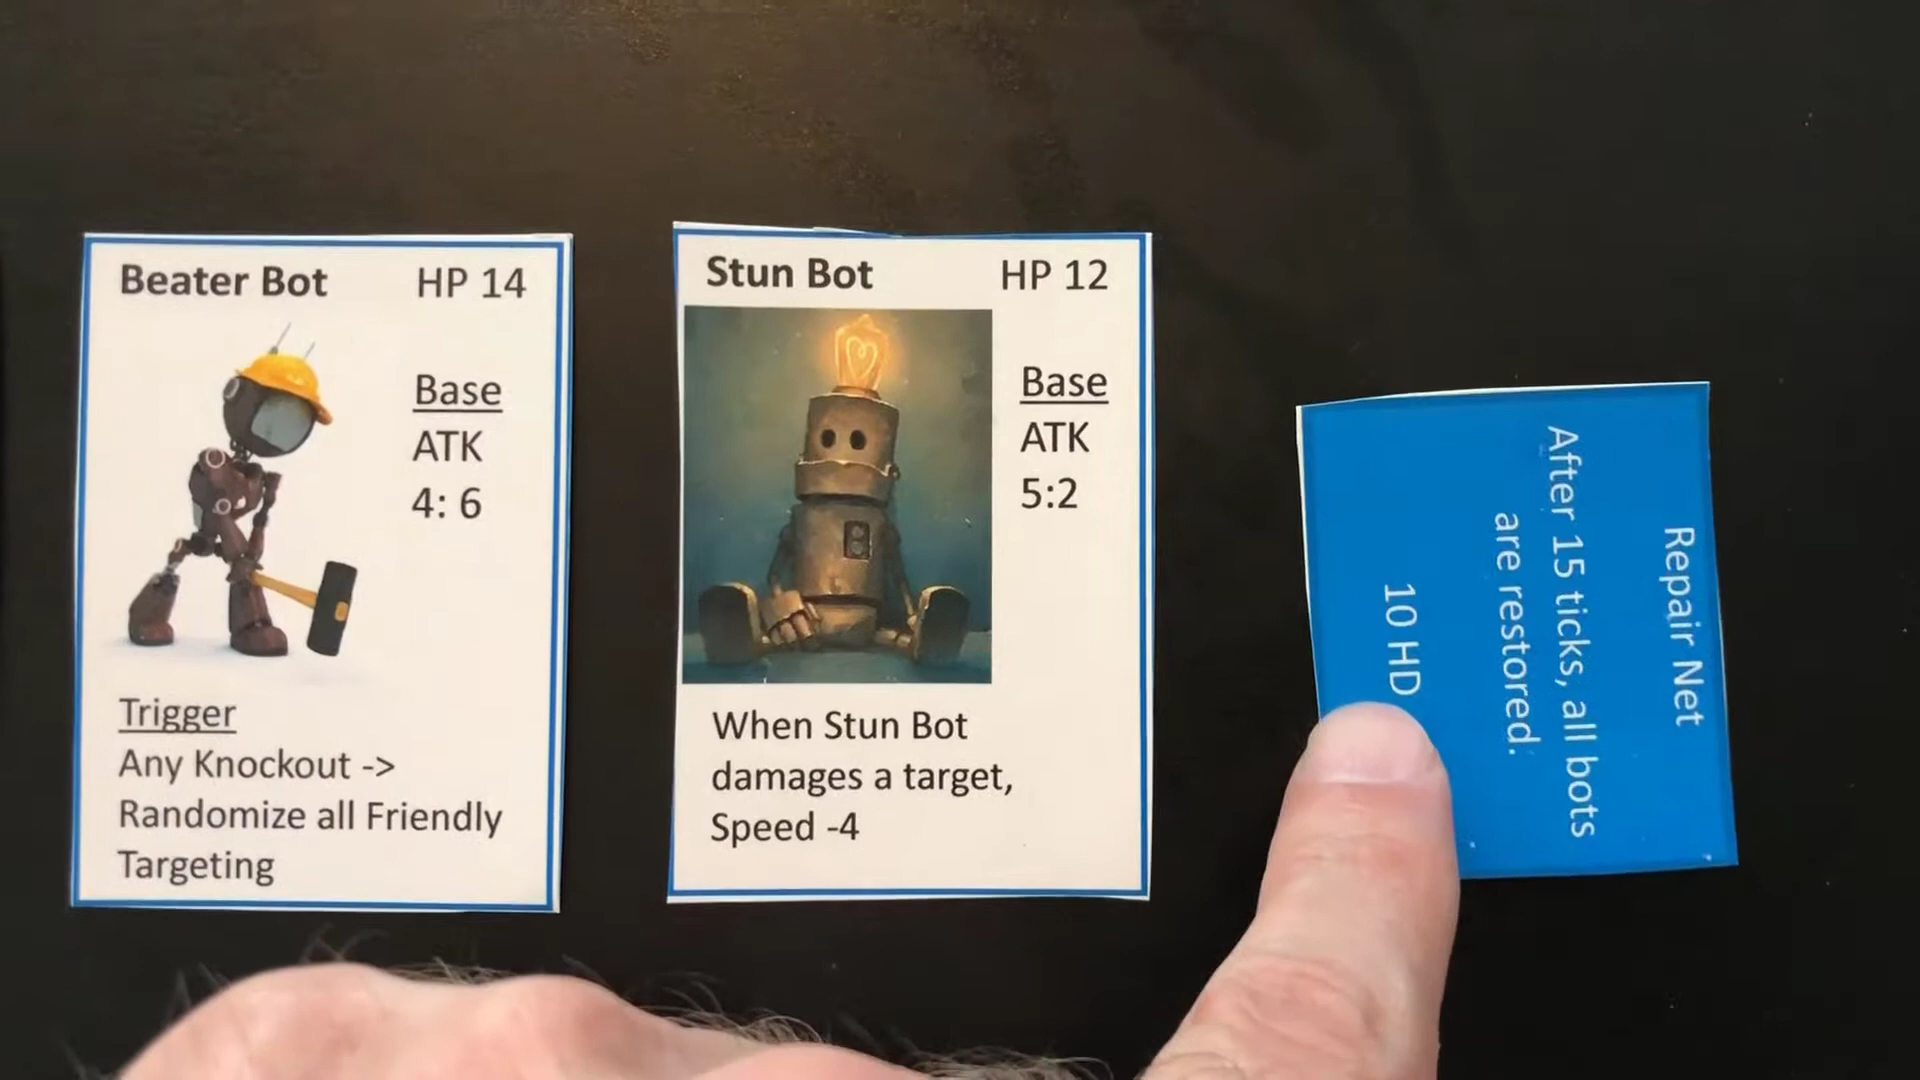 Beater Bot HP 14
Base
ATK
4: 6
Trigger
Any Knockout ->
Randomize all Friendly
Targeting
Stun Bot HP 12
Base
ATK
5:2
When Stun Bot
damages a target,
Speed -4
Repair Net
After 15 ticks, all bots
are restored.
10 HD